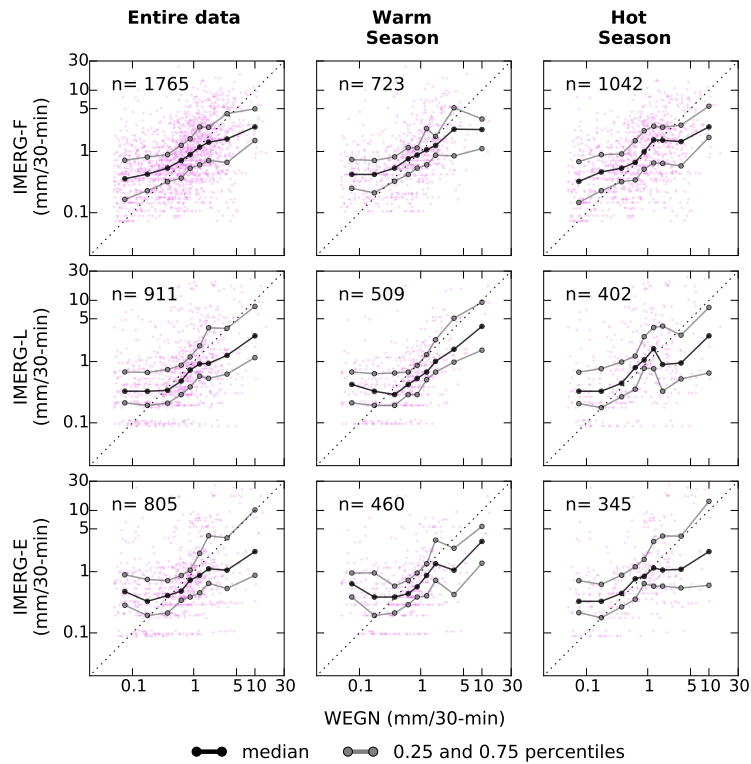 Entire data
Warm
Season
Hot
Season
30
10
5
1
0.1
IMERG-F
(mm/30-min)
n= 1765
n= 723
n= 1042
30
10
5
1
0.1
IMERG-L
(mm/30-min)
n= 911
n= 509
n= 402
30
10
5
1
0.1
IMERG-E
(mm/30-min)
n= 805
n= 460
n= 345
0.1 1 5 10 30
0.1 1 5 10 30
0.1 1 5 10 30
WEGN (mm/30-min)
median
0.25 and 0.75 percentiles